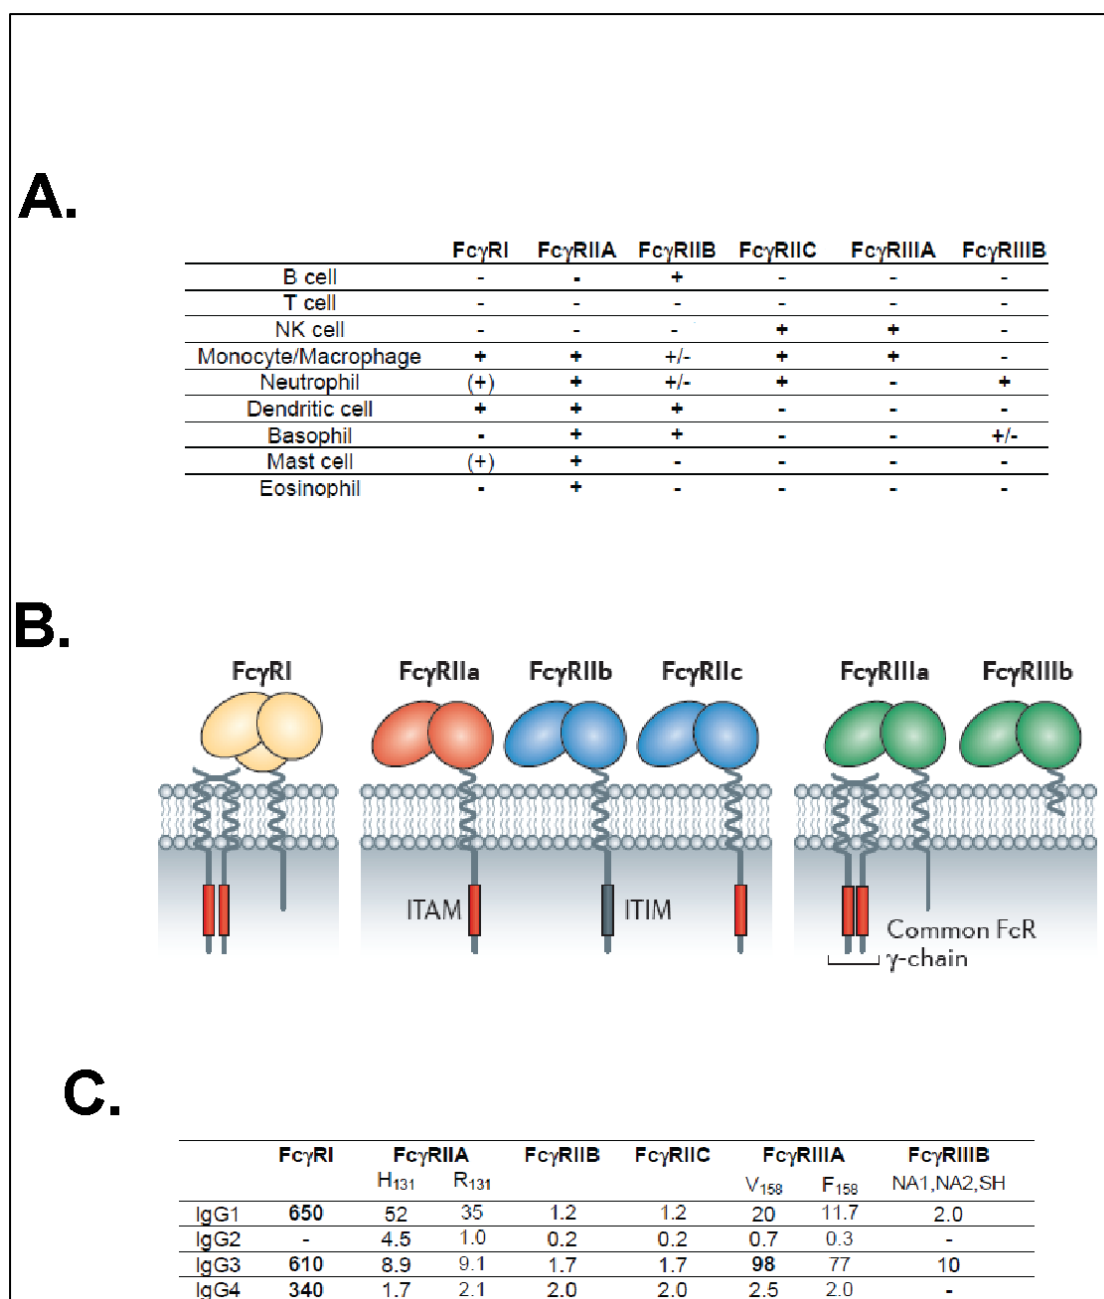 A.
FcγRI FcγRIIA FcγRIIB FcγRIIC FcγRIIIA FcγRIIIB
B cell - - + - - -
T cell - - - - - -
NK cell - - - + + -
Monocyte/Macrophage + + +/- + + -
Neutrophil (+) + +/- + - +
Dendritic cell + + + - - -
Basophil - + + - - +/-
Mast cell (+) + - - - -
Eosinophil - + - - - -
B.
FcγRI FcγRIIa FcγRIIb FcγRIIc FcγRIIIa FcγRIIIb
ITAM ITIM
Common FcR
γ-chain
C.
FcγRI FcγRIIA FcγRIIB FcγRIIC FcγRIIIA FcγRIIIB
H131 R131 V158 F158 NA1,NA2,SH
IgG1 650 52 35 1.2 1.2 20 11.7 2.0
IgG2 - 4.5 1.0 0.2 0.2 0.7 0.3 -
IgG3 610 8.9 9.1 1.7 1.7 98 77 10
IgG4 340 1.7 2.1 2.0 2.0 2.5 2.0 -